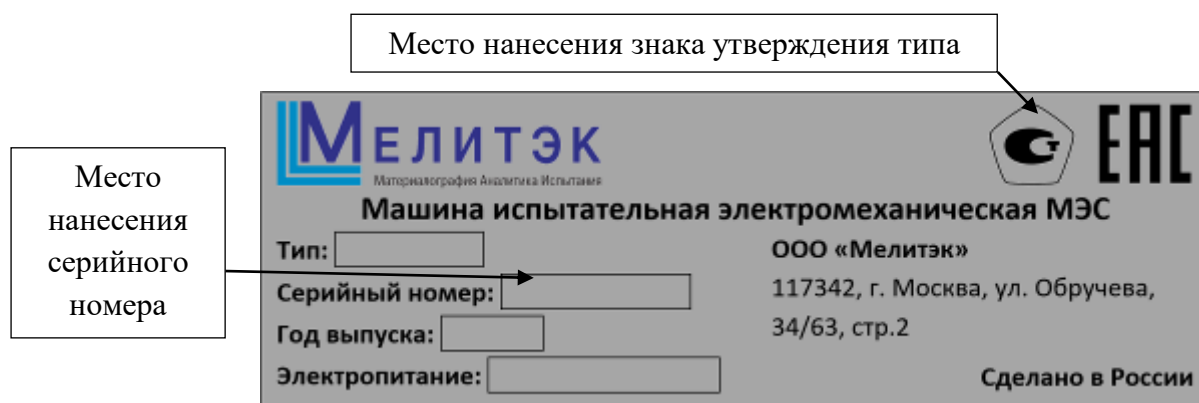 Место нанесения знака утверждения типа
Место
нанесения
серийного
номера
МЕЛИТЭК
Материалография Аналитика Испытания
ЕАС
Машина испытательная электромеханическая МЭС
Тип:
Серийный номер:
Год выпуска:
Электропитание:
ООО «Мелитэк»
117342, г. Москва, ул. Обручева,
34/63, стр.2
Сделано в России